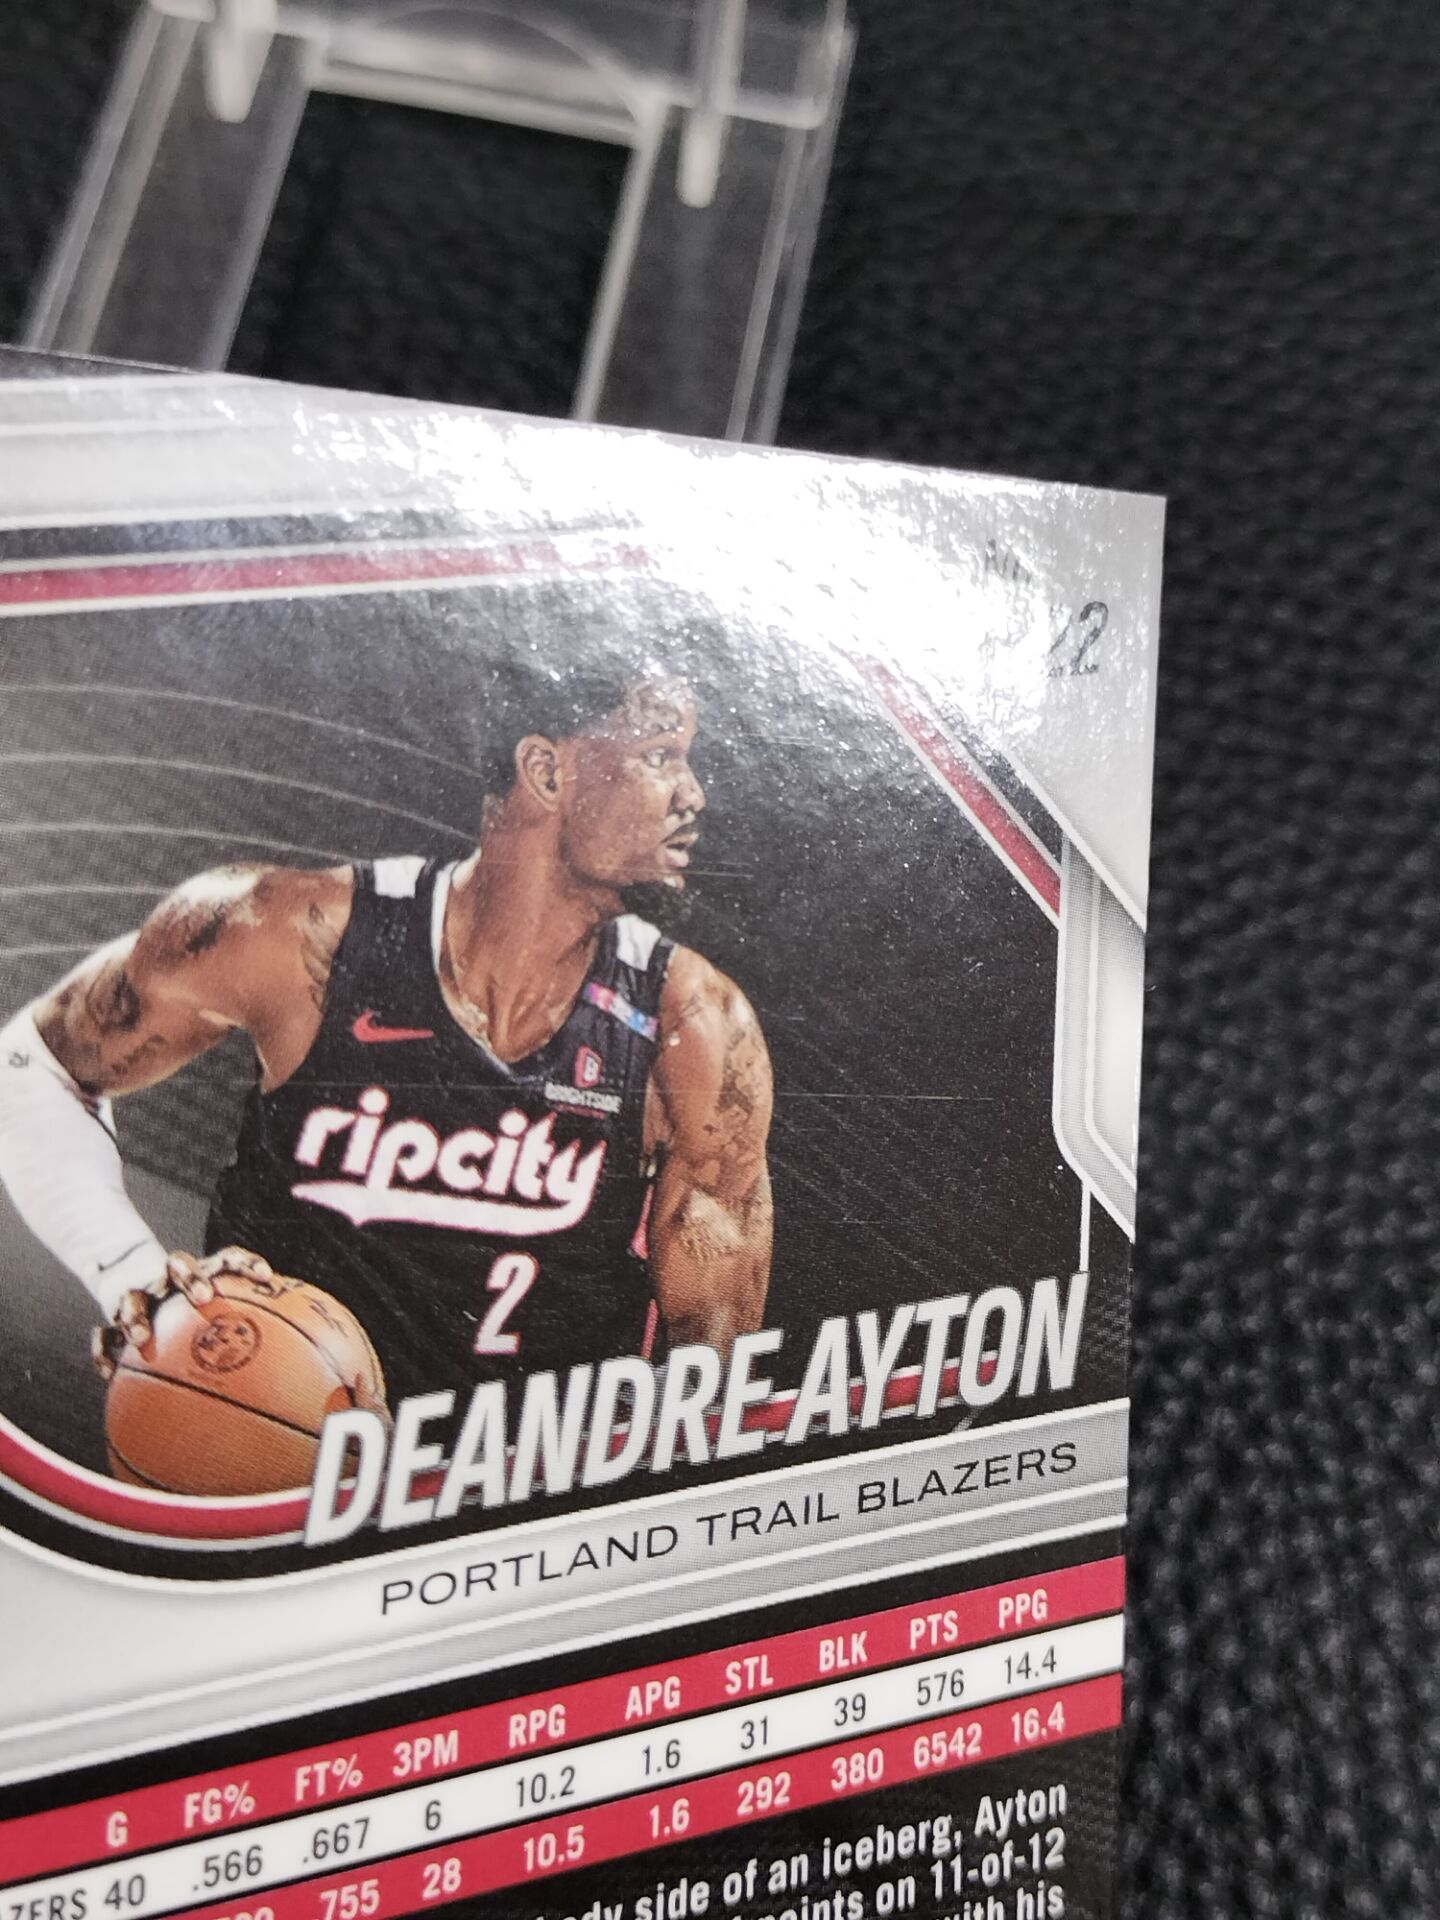 ripcity
2
DEANDRE AYTON
PORTLAND TRAIL BLAZERS
G FG% FT% 3PM RPG APG STL BLK PTS PPG
40 .566 .667 6 10.2 1.6 31 39 576 14.4
.755 28 10.5 1.6 292 380 6542 16.4
side of an iceberg, Ayton
points on 11-of-12
with his